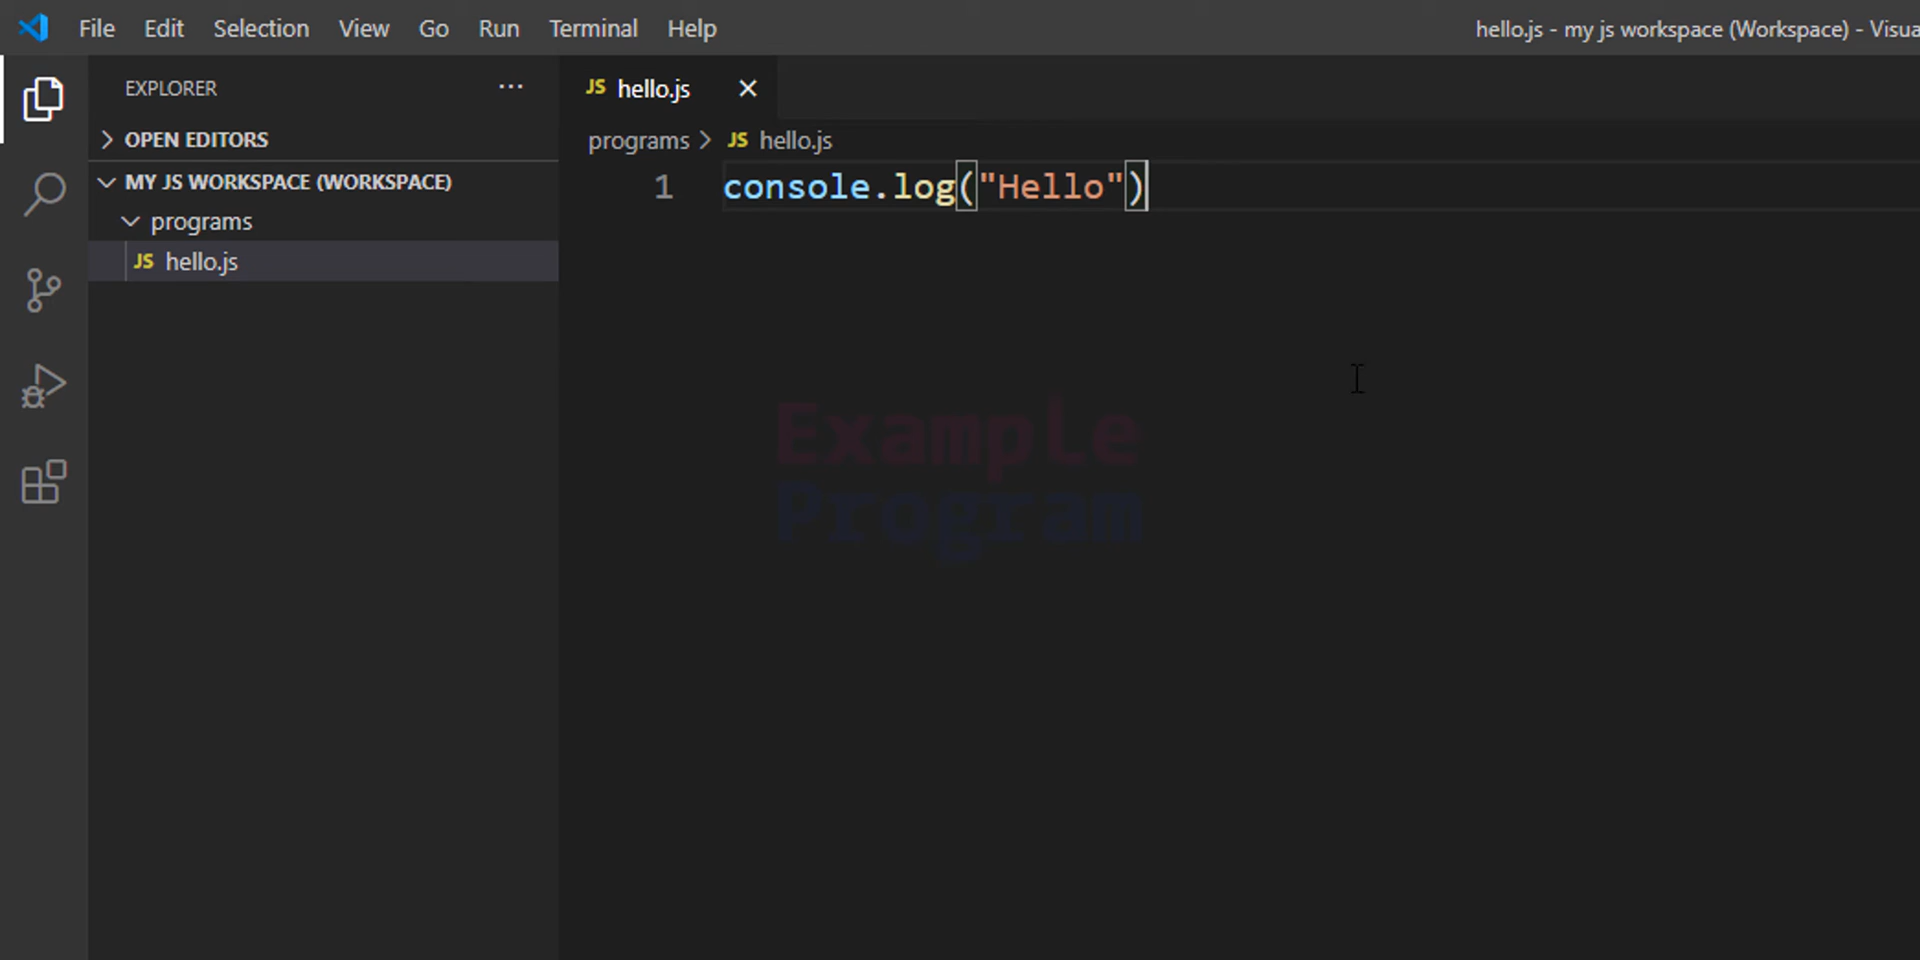 File Edit Selection View Go Run Terminal Help
hello.js - my js workspace (Workspace) - Visua
EXPLORER ···
OPEN EDITORS
MY JS WORKSPACE (WORKSPACE)
programs
JS hello.js
JS hello.js ×
programs > JS hello.js
1 console.log("Hello")
Example
Program